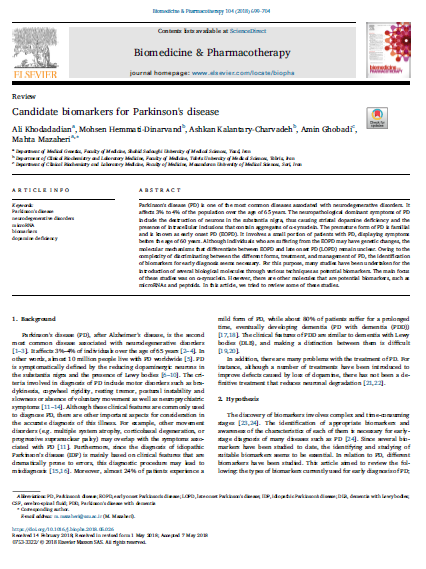 Biomedicine & Pharmacotherapy 104 (2018) 699–704
Contents lists available at ScienceDirect
Biomedicine & Pharmacotherapy
journal homepage: www.elsevier.com/locate/biopha
ELSEVIER
Review
Candidate biomarkers for Parkinson's disease
Ali Khodadadian, Mohsen Hemmati-Dinarvand, Ashkan Kalantary-Charvadeh, Amin Ghobadi,
Mahta Mazaheri
a Department of Medical Genetics, Faculty of Medicine, Shahid Sadoughi University of Medical Sciences, Yazd, Iran
b Department of Clinical Biochemistry and Laboratory Medicine, Faculty of Medicine, Tabriz University of Medical Sciences, Tabriz, Iran
c Department of Clinical Biochemistry and Laboratory Medicine, Faculty of Medicine, Mazandaran University of Medical Sciences, Sari, Iran
ARTICLE INFO
Keywords:
Parkinson's disease
neurodegenerative disorders
microRNA
biomarkers
dopamine deficiency
ABSTRACT
Parkinson's disease (PD) is one of the most common diseases associated with neurodegenerative disorders. It
affects 3% to 4% of the population over the age of 65 years. The neuropathological dominant symptoms of PD
include the destruction of neurons in the substantia nigra, thus causing striatal dopamine deficiency and the
presence of intracellular inclusions that contain aggregates of α-synuclein. The premature form of PD is familial
and is known as early onset PD (EOPD). It involves a small portion of patients with PD, displaying symptoms
before the age of 60 years. Although individuals who are suffering from the EOPD may have genetic changes, the
molecular mechanisms that differentiate between EOPD and late onset PD (LOPD) remain unclear. Owing to the
complexity of discriminating between the different forms, treatment, and management of PD, the identification
of biomarkers for early diagnosis seems necessary. For this purpose, many studies have been undertaken for the
introduction of several biological molecules through various techniques as potential biomarkers. The main focus
of these studies was on α-synuclein. However, there are other molecules that are potential biomarkers, such as
microRNAs and peptids. In this article, we tried to review some of these studies.
1. Background
Parkinson's disease (PD), after Alzheimer's disease, is the second
most common disease associated with neurodegenerative disorders
[1–3]. It affects 3%–4% of individuals over the age of 65 year [2–4]. In
other words, almost 10 million people live with PD worldwide [5]. PD
is symptomatically defined by the reducing dopaminergic neurons in
the substantia nigra and the presence of Lewy bodies [6–10]. The cri-
teria involved in diagnosis of PD include motor disorders such as bra-
dykinesia, cogwheel rigidity, resting tremor, postural instability and
slowness or absence of voluntary movement as well as neuropsychiatric
symptoms [11–14]. Although these clinical features are commonly used
to diagnose PD, there are other important aspects for consideration in
the accurate diagnosis of this illness. For example, other movement
disorders (e.g. multiple system atrophy, corticobasal degeneration, or
progressive supranuclear palsy) may overlap with the symptoms asso-
ciated with PD [11]. Furthermore, since the diagnosis of idiopathic
Parkinson's disease (IDP) is mainly based on clinical features that are
dramatically prone to errors, this diagnostic procedure may lead to
misdiagnosis [15,16]. Moreover, almost 24% of patients experience a
mild form of PD, while about 80% of patients suffer for a prolonged
time, eventually developing dementia (PD with dementia (PDD))
[17,18]. The clinical features of PDD are similar to dementia with Lewy
bodies (DLB), and making a distinction between them is difficult
[19,20].
In addition, there are many problems with the treatment of PD. For
instance, although a number of treatments have been introduced to
improve defects caused by loss of dopamine, there has not been a de-
finitive treatment that reduces neuronal degeneration [21,22].
2. Hypothesis
The discovery of biomarkers involves complex and time-consuming
stages [23,24]. The identification of appropriate biomarker and
awareness of the characteristics of each of them is necessary for early-
stage diagnosis of many diseases such as PD [24]. Since several bio-
markers have been studied to date, the identifying and studying of
suitable biomarkers seems to be essential. In relation to PD, different
biomarkers have been studied. This article aimed to review the fol-
lowing five types of biomarkers currently used for early diagnosis of PD;
Abbreviations: PD, Parkinson's disease; EOPD, early onset Parkinson's disease; LOPD, late onset Parkinson's disease; IDP, idiopathic Parkinson's disease; DLB, dementia with lewy bodies;
CSF, cerebrospinal fluid; PDD, Parkinson's disease with dementia
* Corresponding author.
E-mail address: (M. Mazaheri).
https://doi.org/10.1016/j.biopha.2018.05.026
Received 14 February 2018; Received in revised form 1 May 2018; Accepted 7 May 2018
0753-3322/ © 2018 Elsevier Masson SAS. All rights reserved.